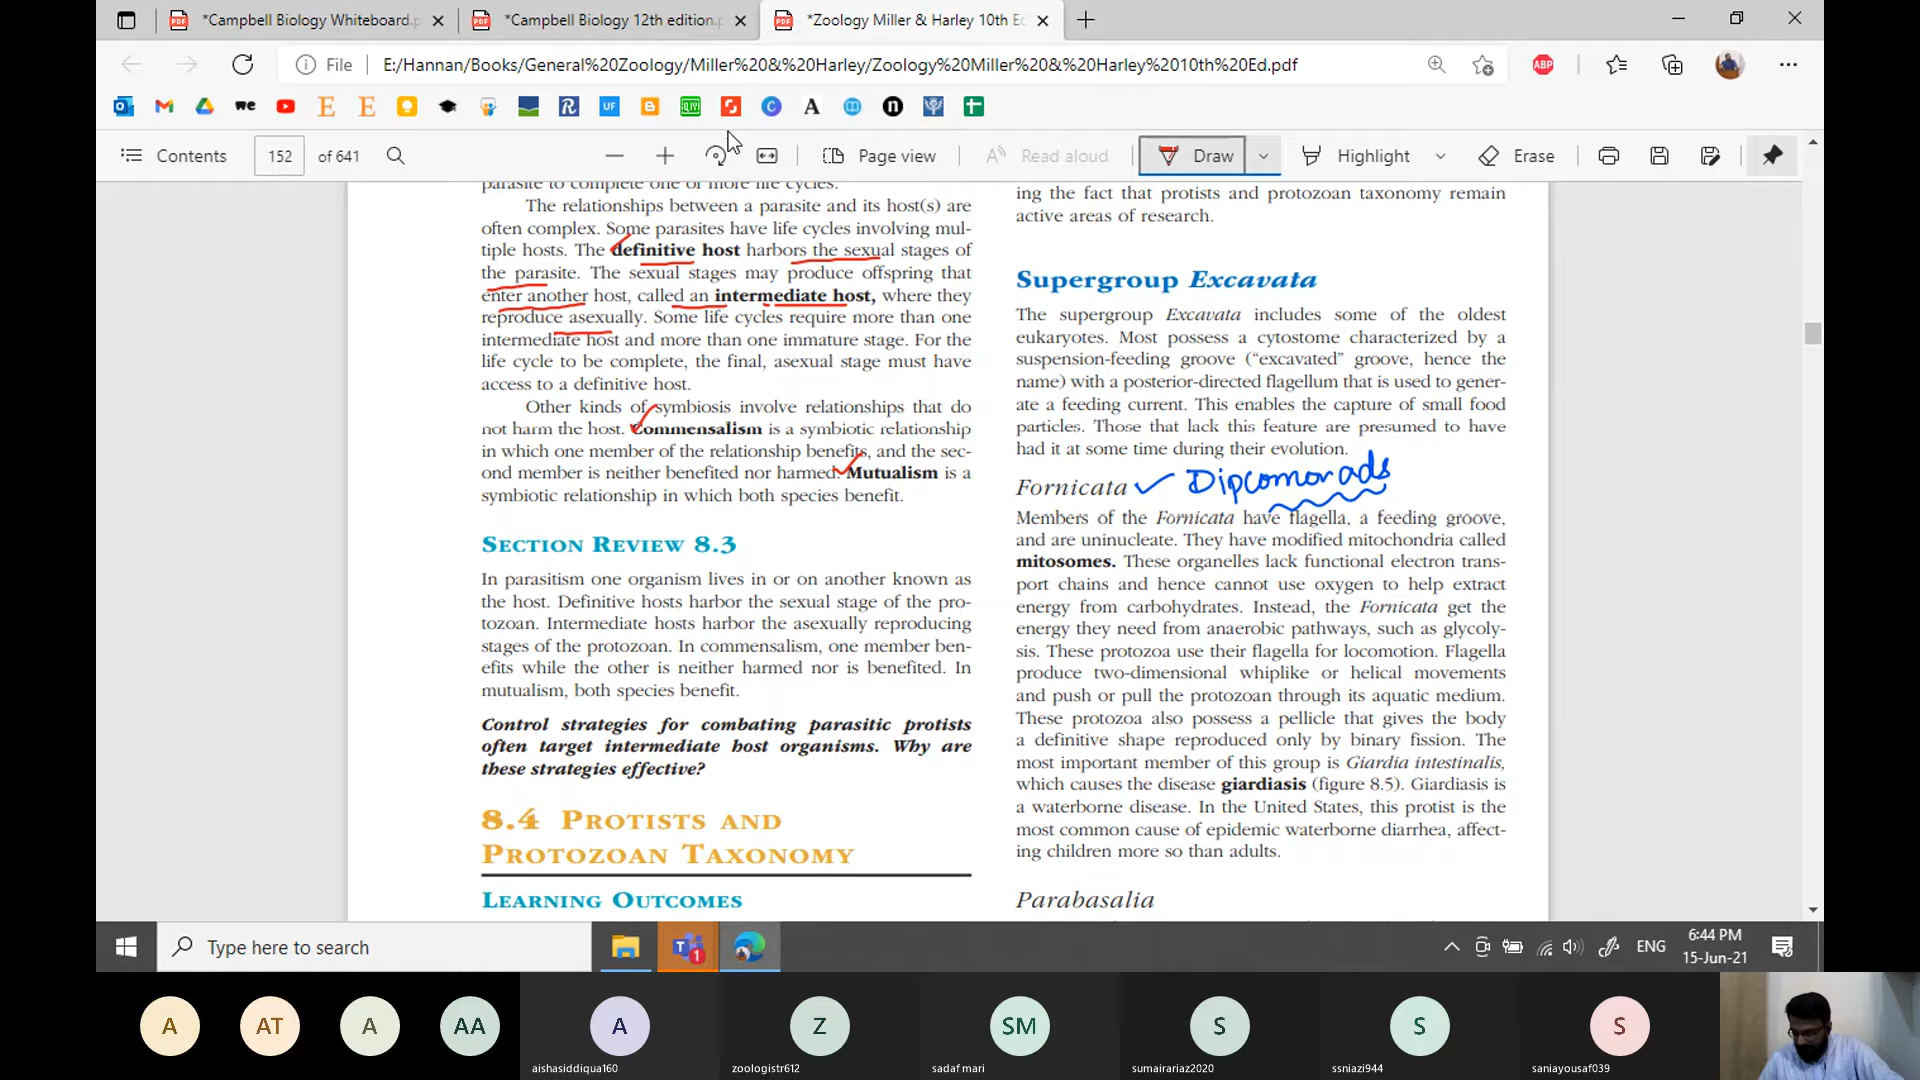 *Campbell Biology Whiteboard.p
*Campbell Biology 12th edition.p
*Zoology Miller & Harley 10th Ed
File
E:/Hannan/Books/General%20Zoology/Miller%20&%20Harley/Zoology%20Miller%20&%20Harley%2010th%20Ed.pdf
ABP
we
UF
Contents
152 of 641
Page view
Read aloud
Draw
Highlight
Erase
parasite to complete one or more life cycles.
The relationships between a parasite and its host(s) are
often complex. Some parasites have life cycles involving mul-
tiple hosts. The definitive host harbors the sexual stages of
the parasite. The sexual stages may produce offspring that
enter another host, called an intermediate host, where they
reproduce asexually. Some life cycles require more than one
intermediate host and more than one immature stage. For the
life cycle to be complete, the final, asexual stage must have
access to a definitive host.
Other kinds of symbiosis involve relationships that do
not harm the host. Commensalism is a symbiotic relationship
in which one member of the relationship benefits, and the sec-
ond member is neither benefited nor harmed. Mutualism is a
symbiotic relationship in which both species benefit.
SECTION REVIEW 8.3
In parasitism one organism lives in or on another known as
the host. Definitive hosts harbor the sexual stage of the pro-
tozoan. Intermediate hosts harbor the asexually reproducing
stages of the protozoan. In commensalism, one member ben-
efits while the other is neither harmed nor is benefited. In
mutualism, both species benefit.
Control strategies for combating parasitic protists
often target intermediate host organisms. Why are
these strategies effective?
8.4 PROTISTS AND
PROTOZOAN TAXONOMY
LEARNING OUTCOMES
ing the fact that protists and protozoan taxonomy remain
active areas of research.
Supergroup Excavata
The supergroup Excavata includes some of the oldest
eukaryotes. Most possess a cytostome characterized by a
suspension-feeding groove (“excavated” groove, hence the
name) with a posterior-directed flagellum that is used to gener-
ate a feeding current. This enables the capture of small food
particles. Those that lack this feature are presumed to have
had it at some time during their evolution.
Fornicata Dipcomonads
Members of the Fornicata have flagella, a feeding groove,
and are uninucleate. They have modified mitochondria called
mitosomes. These organelles lack functional electron trans-
port chains and hence cannot use oxygen to help extract
energy from carbohydrates. Instead, the Fornicata get the
energy they need from anaerobic pathways, such as glycoly-
sis. These protozoa use their flagella for locomotion. Flagella
produce two-dimensional whiplike or helical movements
and push or pull the protozoan through its aquatic medium.
These protozoa also possess a pellicle that gives the body
a definitive shape reproduced only by binary fission. The
most important member of this group is Giardia intestinalis,
which causes the disease giardiasis (figure 8.5). Giardiasis is
a waterborne disease. In the United States, this protist is the
most common cause of epidemic waterborne diarrhea, affect-
ing children more so than adults.
Parabasalia
Type here to search
1
ENG
6:44 PM
15-Jun-21
A
AT
A
AA
A
Z
SM
S
S
S
aishasiddiqua160
zoologistr612
sadaf mari
sumairariaz2020
ssniazi944
saniayousaf039